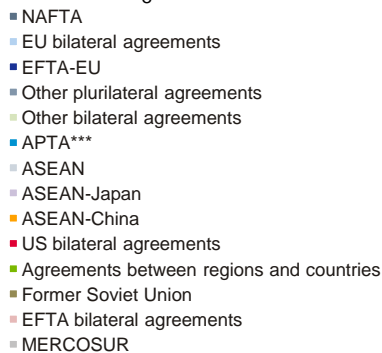 NAFTA
EU bilateral agreements
EFTA-EU
Other plurilateral agreements
Other bilateral agreements
APTA***
ASEAN
ASEAN-Japan
ASEAN-China
US bilateral agreements
Agreements between regions and countries
Former Soviet Union
EFTA bilateral agreements
MERCOSUR